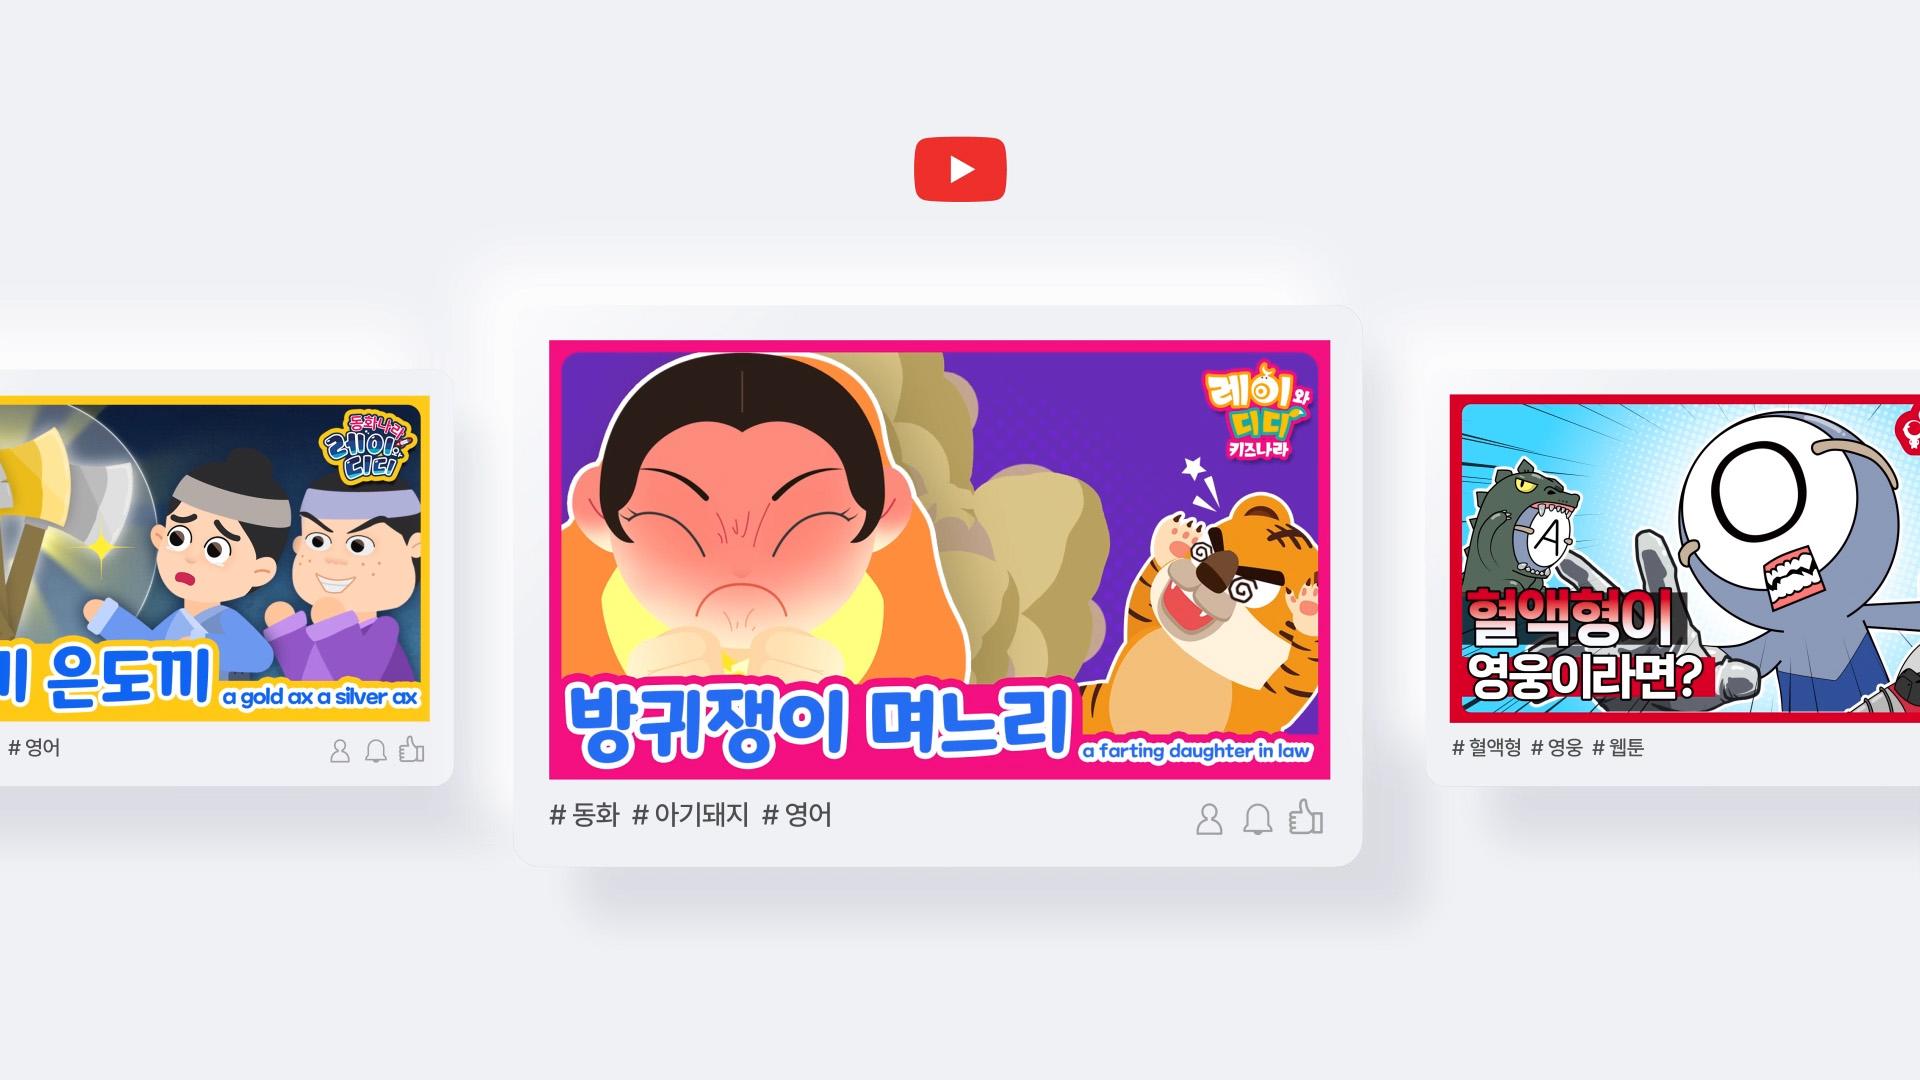 동화나라
레이와
디디
은도끼
a gold ax a silver ax
# 영어
레이와
디디
키즈나라
방귀쟁이 며느리
a farting daughter in law
# 동화 # 아기돼지 # 영어
O
A
혈액형이
영웅이라면?
# 혈액형 # 영웅 # 웹툰